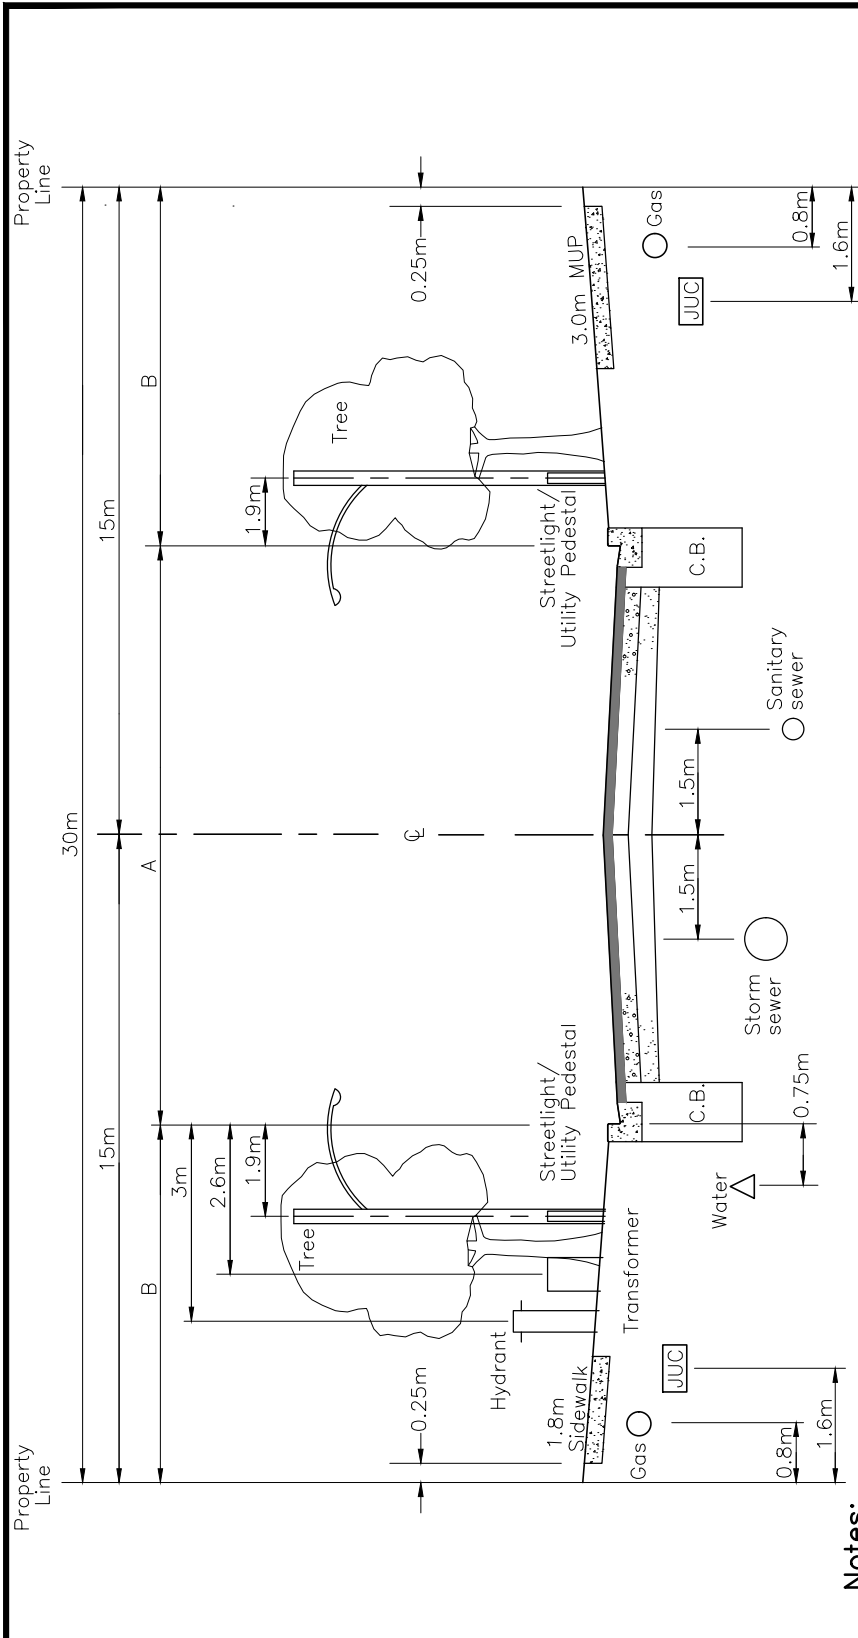 Property
Line
Property
Line
30m
15m
15m
B
A
B
3m
2.6m
1.9m
1.9m
0.25m
0.25m
Tree
Tree
℄
Hydrant
Streetlight/
Utility Pedestal
Streetlight/
Utility Pedestal
1.8m
Sidewalk
3.0m MUP
Transformer
Gas
JUC
Gas
JUC
C.B.
C.B.
Water
Storm
sewer
Sanitary
sewer
1.5m
1.5m
0.75m
0.8m
1.6m
0.8m
1.6m
Notes: